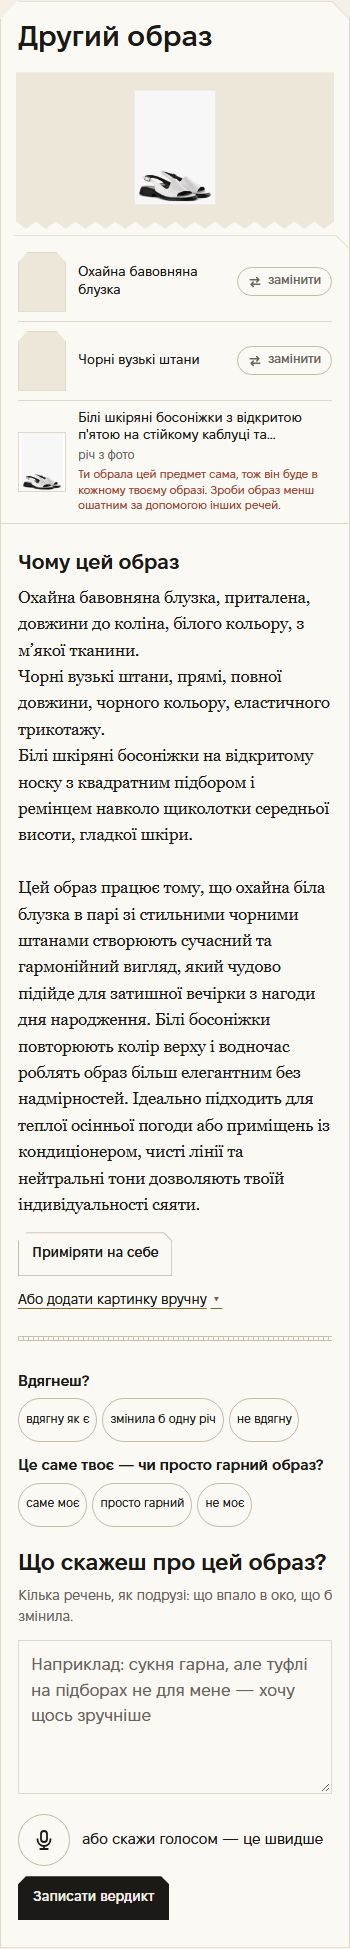 Другий образ
Охайна бавовняна
блузка
замінити
Чорні вузькі штани
замінити
Білі шкіряні босоніжки з відкритою
п'ятою на стійкому каблуці та...
річ з фото
Ти обрала цей предмет сама, тож він буде в
кожному твоєму образі. Зроби образ менш
ошатним за допомогою інших речей.
Чому цей образ
Охайна бавовняна блузка, приталена,
довжини до коліна, білого кольору, з
м’якої тканини.
Чорні вузькі штани, прямі, повної
довжини, чорного кольору, еластичного
трикотажу.
Білі шкіряні босоніжки на відкритому
носку з квадратним підбором і
ремінцем навколо щиколотки середньої
висоти, гладкої шкіри.
Цей образ працює тому, що охайна біла
блузка в парі зі стильними чорними
штанами створюють сучасний та
гармонійний вигляд, який чудово
підійде для затишної вечірки з нагоди
дня народження. Білі босоніжки
повторюють колір верху і водночас
роблять образ більш елегантним без
надмірностей. Ідеально підходить для
теплої осінньої погоди або приміщень із
кондиціонером, чисті лінії та
нейтральні тони дозволяють твоїй
індивідуальності сяяти.
Приміряти на себе
Або додати картинку вручну
Вдягнеш?
вдягну як є
змінила б одну річ
не вдягну
Це саме твоє — чи просто гарний образ?
саме моє
просто гарний
не моє
Що скажеш про цей образ?
Кілька речень, як подрузі: що впало в око, що б
змінила.
Наприклад: сукня гарна, але туфлі
на підборах не для мене — хочу
щось зручніше
або скажи голосом — це швидше
Записати вердикт